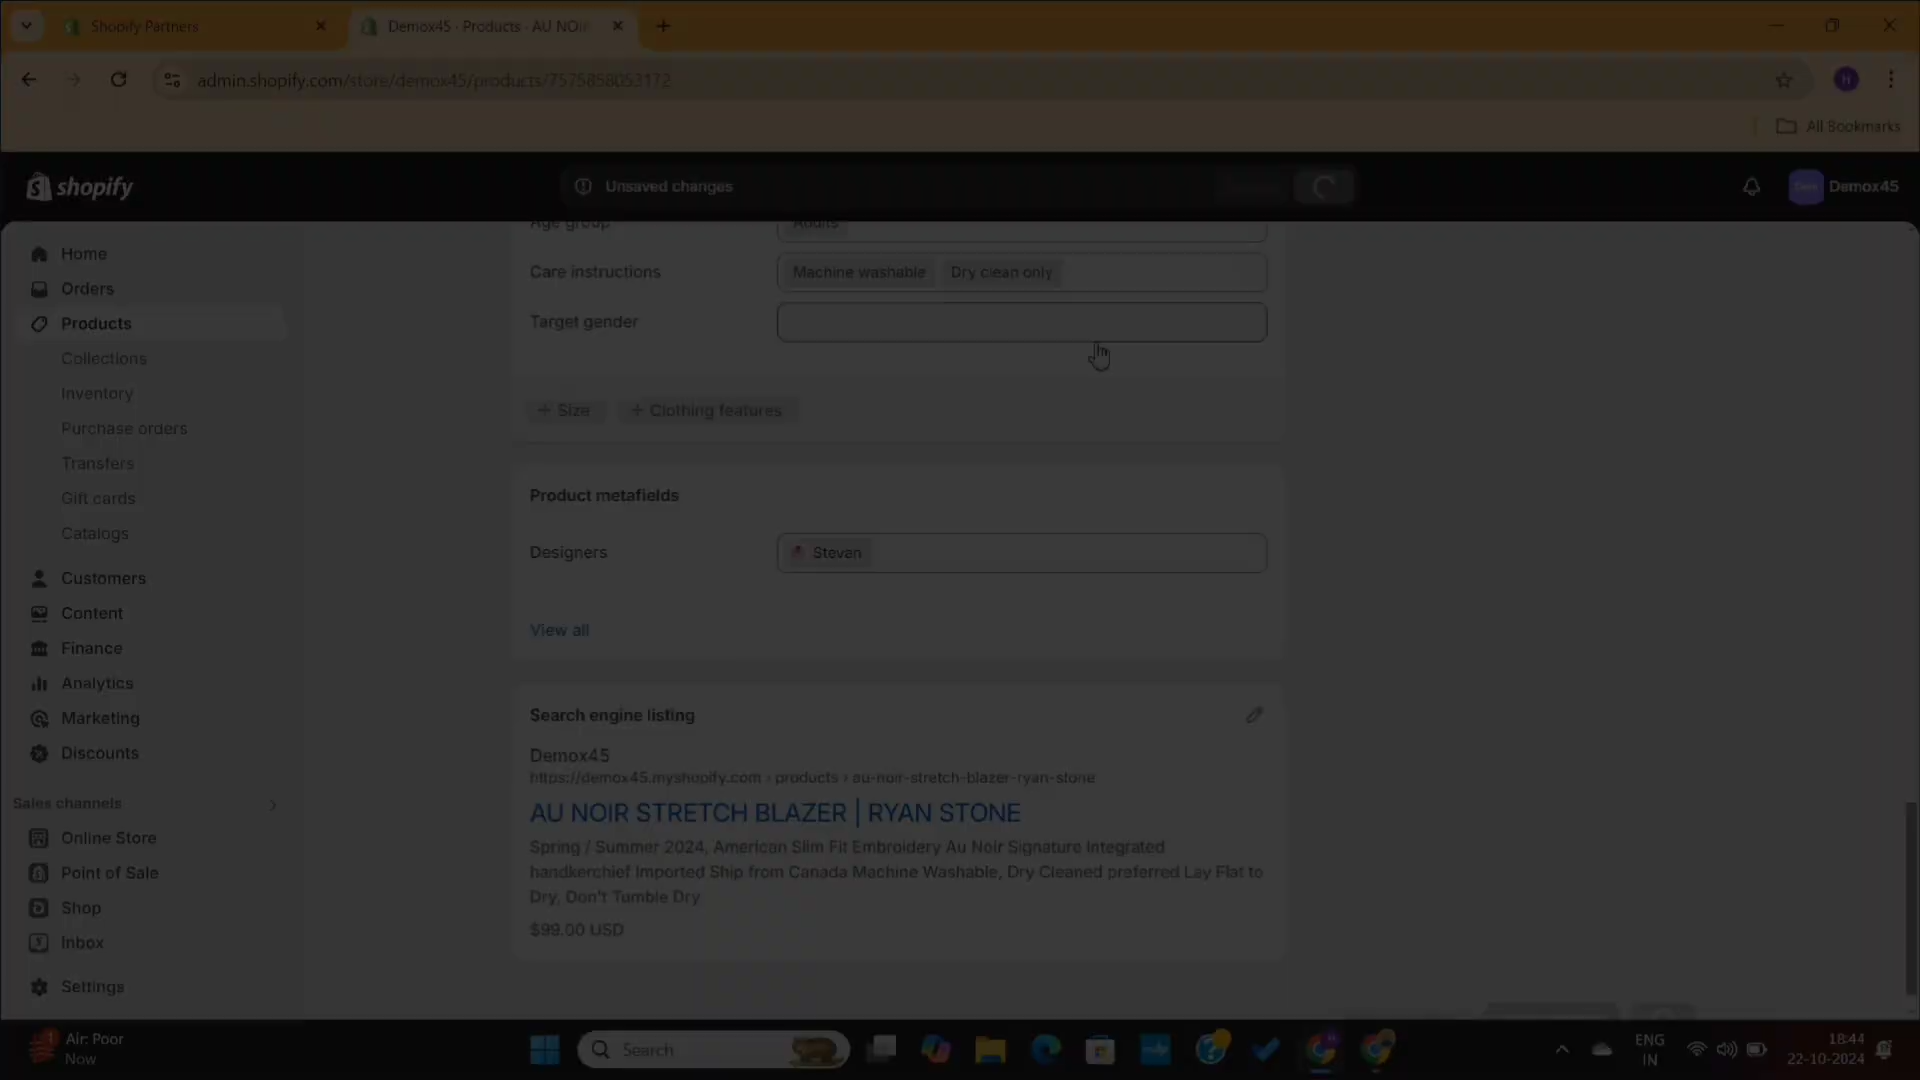 Shopify Partners
Demox45 · Products · AU NOIR
admin.shopify.com/store/demox45/products/7575858053172
All Bookmarks
shopify
Unsaved changes
Demox45
Home
Orders
Products
Collections
Inventory
Purchase orders
Transfers
Gift cards
Catalogs
Customers
Content
Finance
Analytics
Marketing
Discounts
Sales channels
Online Store
Point of Sale
Shop
Inbox
Settings
Age group
Adults
Care instructions
Machine washable
Dry clean only
Target gender
+ Size
+ Clothing features
Product metafields
Designers
Stevan
View all
Search engine listing
Demox45
https://demox45.myshopify.com › products › au-noir-stretch-blazer-ryan-stone
AU NOIR STRETCH BLAZER | RYAN STONE
Spring / Summer 2024, American Slim Fit Embroidery Au Noir Signature Integrated
handkerchief Imported Ship from Canada Machine Washable, Dry Cleaned preferred Lay Flat to
Dry, Don't Tumble Dry
$99.00 USD
Air: Poor
Now
Search
ENG
IN
18:44
22-10-2024